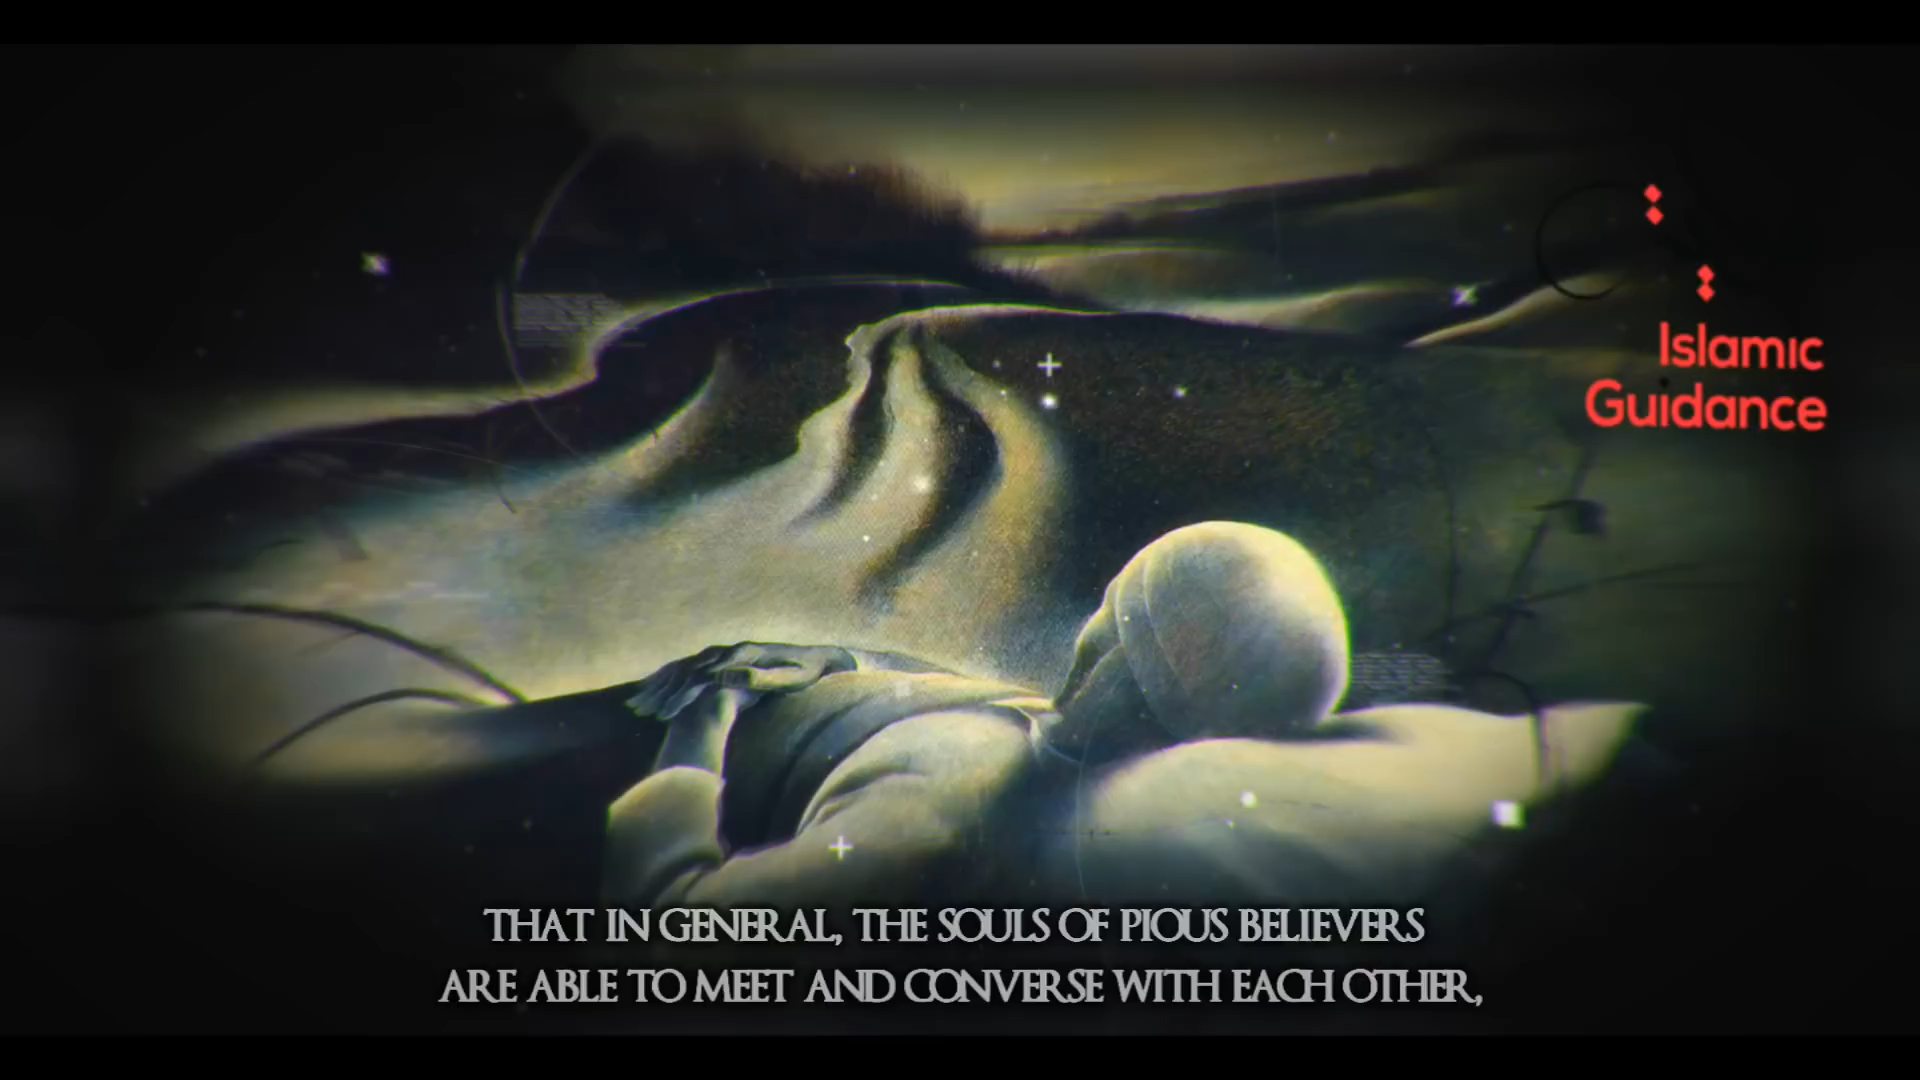 Islamic
Guidance
THAT IN GENERAL, THE SOULS OF PIOUS BELIEVERS
ARE ABLE TO MEET AND CONVERSE WITH EACH OTHER,